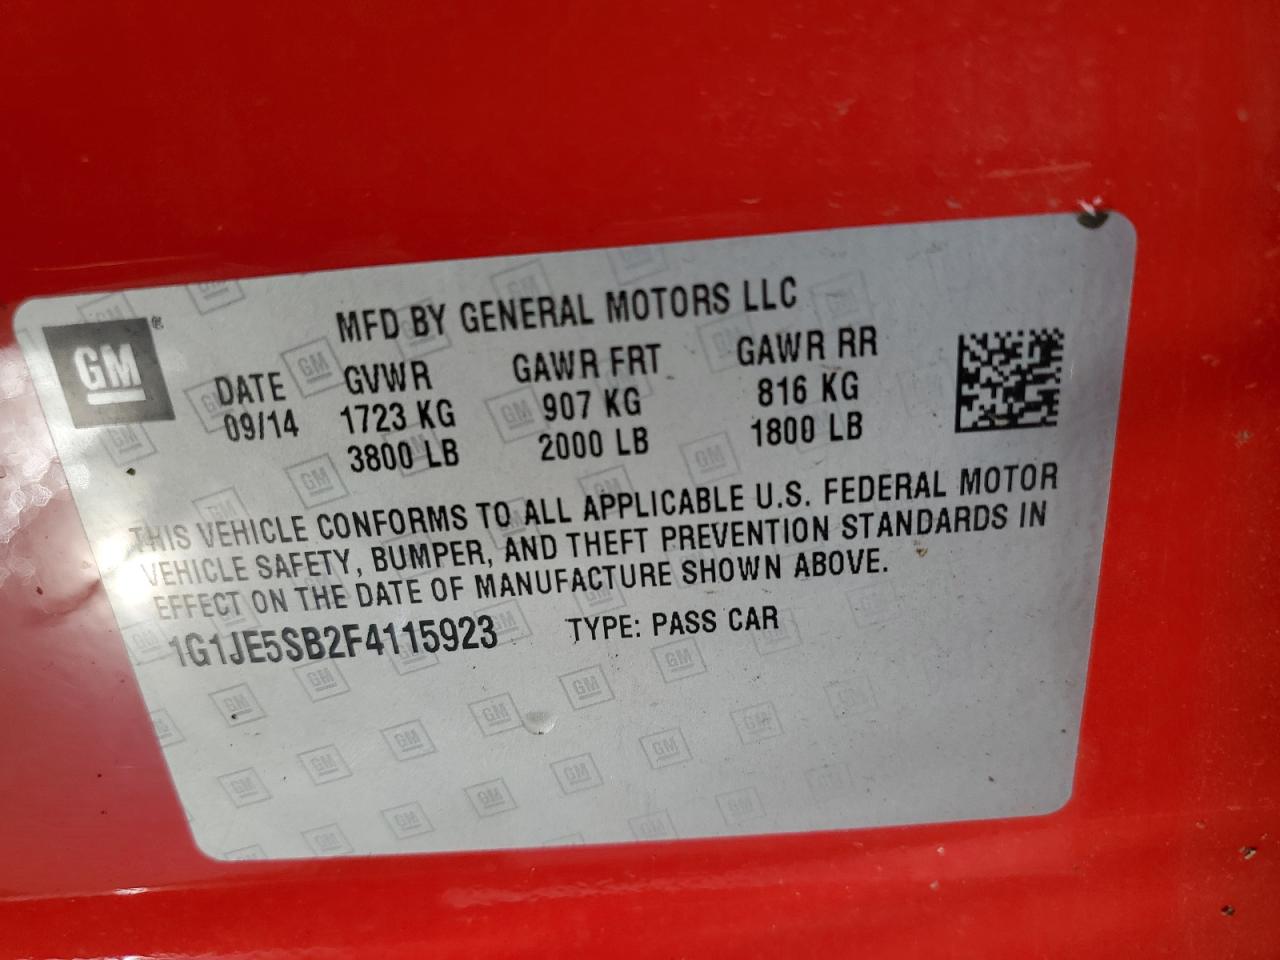 GM®
MFD BY GENERAL MOTORS LLC
DATE GVWR GAWR FRT GAWR RR
09/14 1723 KG 907 KG 816 KG
3800 LB 2000 LB 1800 LB
THIS VEHICLE CONFORMS TO ALL APPLICABLE U.S. FEDERAL MOTOR
VEHICLE SAFETY, BUMPER, AND THEFT PREVENTION STANDARDS IN
EFFECT ON THE DATE OF MANUFACTURE SHOWN ABOVE.
1G1JE5SB2F4115923 TYPE: PASS CAR